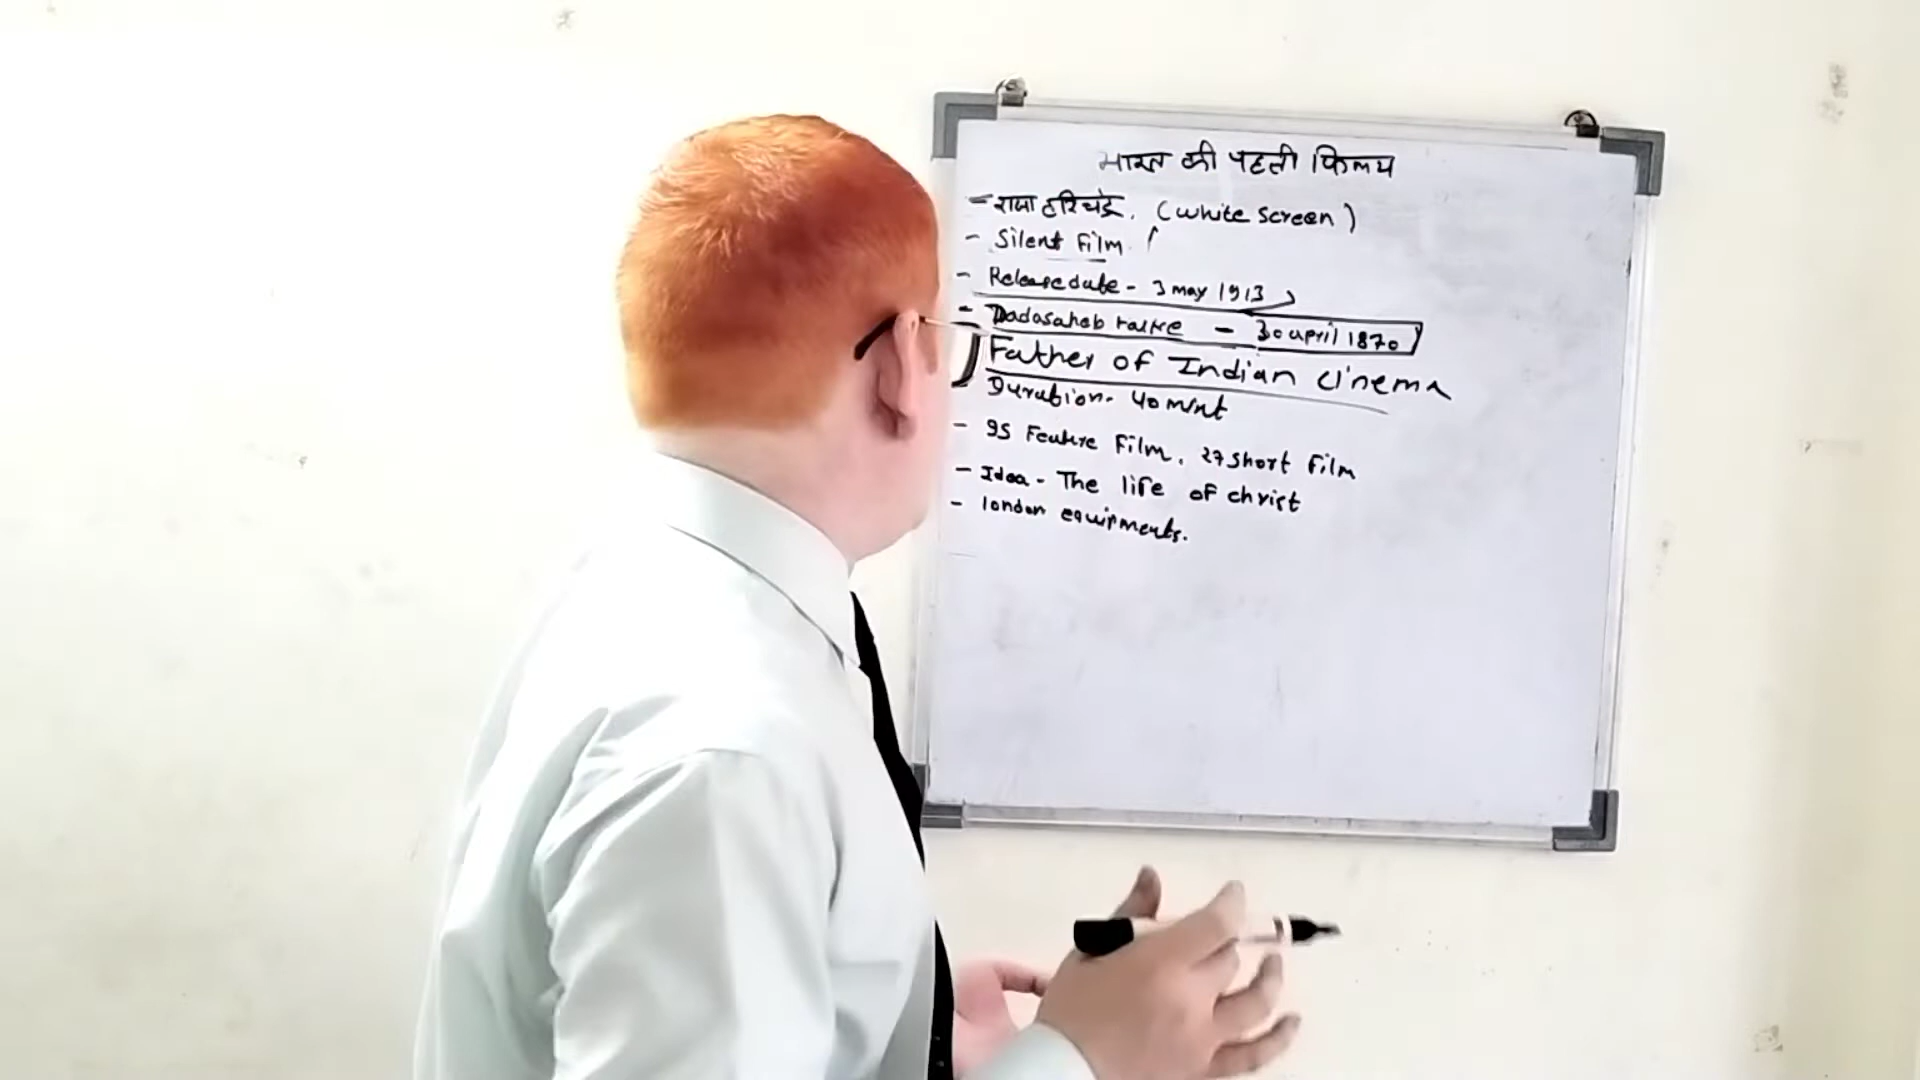 भारत की पहली फिल्म
- राजा हरिचंद्र. (white screen)
- Silent Film.
- Release date - 3 may 1913
- Dadasaheb Falke - 30 april 1870
Father of Indian cinema
Duration- 40 mint
- 95 Feature Film, 27 short Film
- Idea - The life of christ
- london equipments.